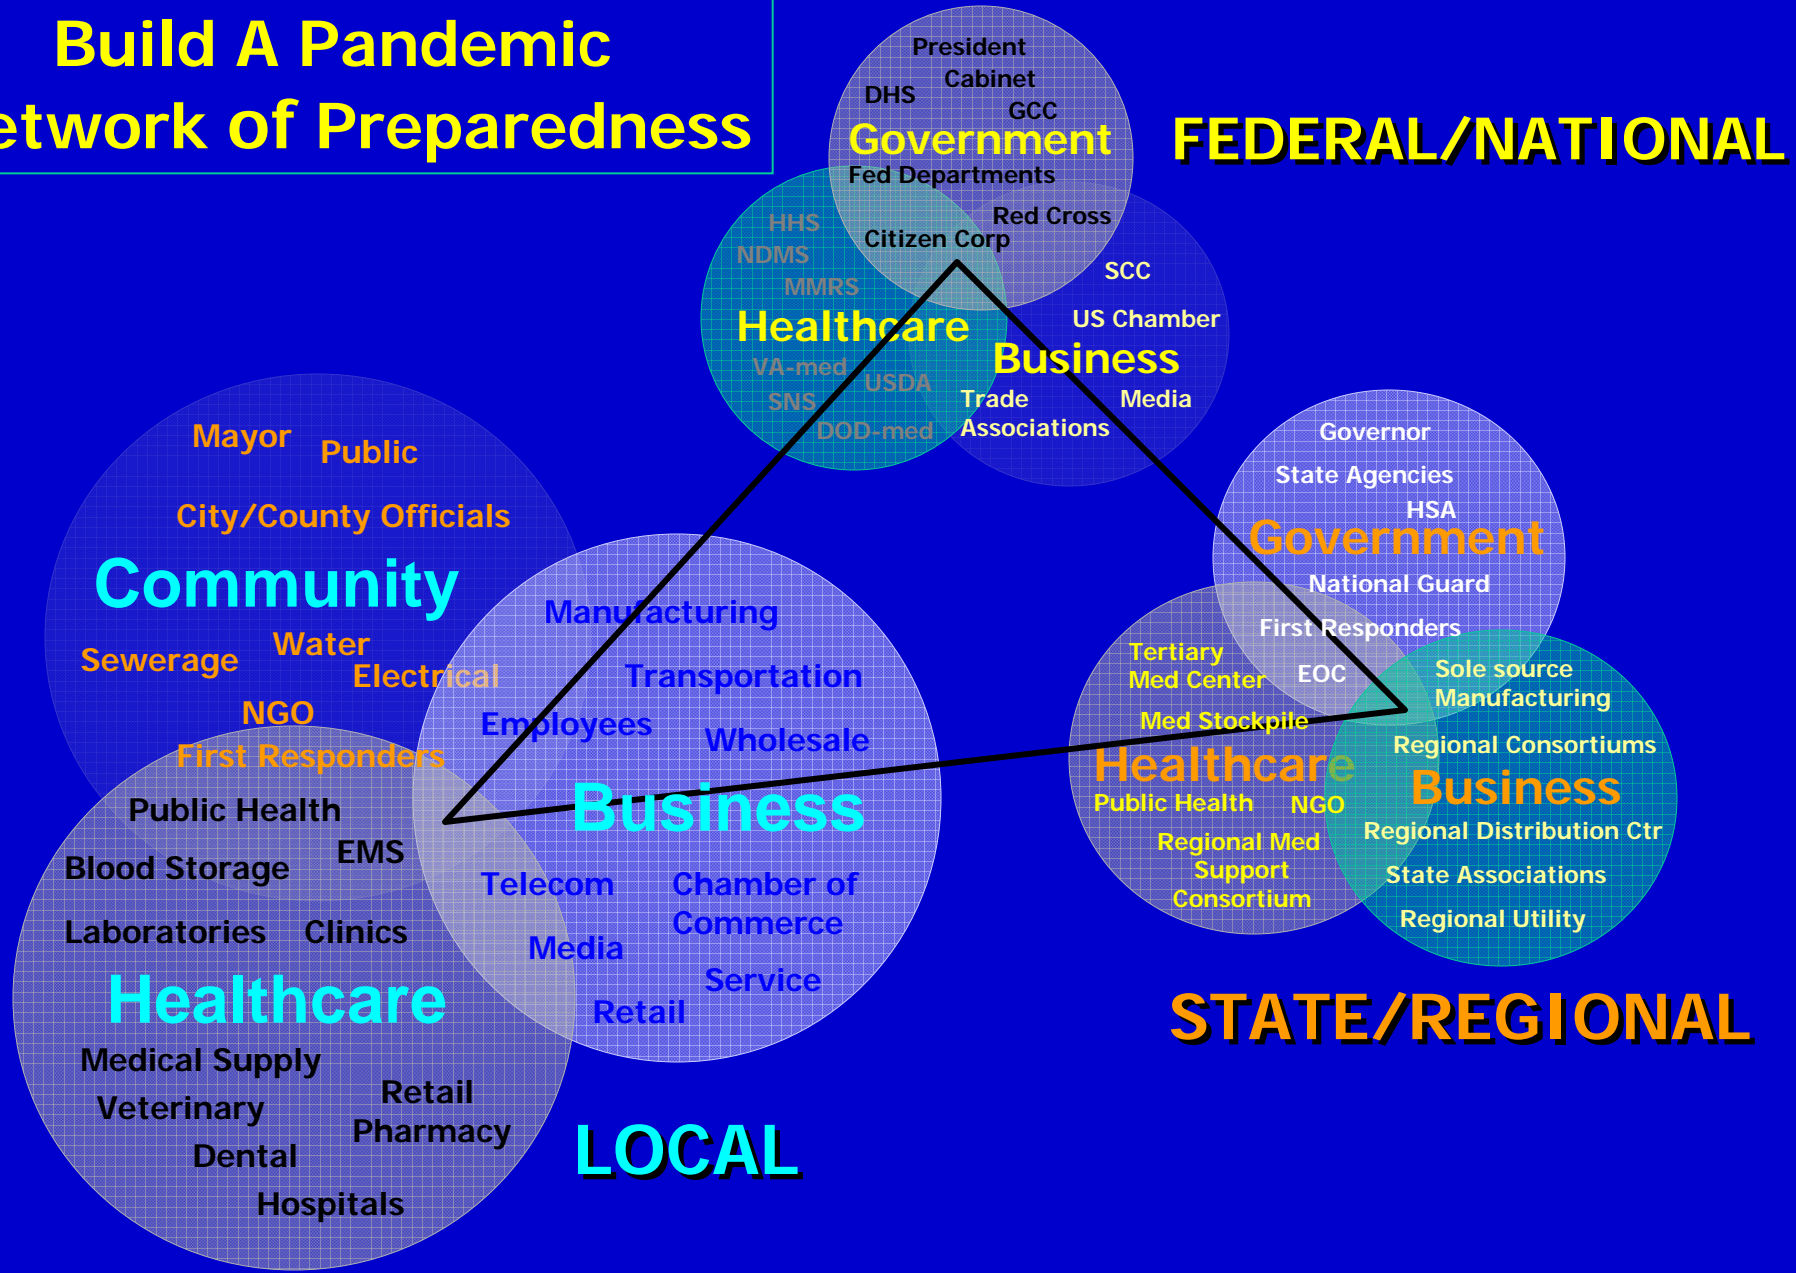 Build A Pandemic
etwork of Preparedness
President
Cabinet
DHS
GCC
Government
Fed Departments
Red Cross
Citizen Corp
FEDERAL/NATIONAL
HHS
NDMS
MMRS
Healthcare
VA-med
USDA
SNS
DOD-med
SCC
US Chamber
Business
Trade
Associations
Media
Governor
State Agencies
HSA
Government
National Guard
First Responders
EOC
Tertiary
Med Center
Med Stockpile
Healthcare
Public Health
NGO
Regional Med
Support
Consortium
Sole source
Manufacturing
Regional Consortiums
Business
Regional Distribution Ctr
State Associations
Regional Utility
STATE/REGIONAL
Mayor
Public
City/County Officials
Community
Water
Sewerage
Electrical
NGO
First Responders
Manufacturing
Transportation
Employees
Wholesale
Business
Telecom
Chamber of
Commerce
Media
Service
Retail
Public Health
EMS
Blood Storage
Laboratories
Clinics
Healthcare
Medical Supply
Retail
Pharmacy
Veterinary
Dental
Hospitals
LOCAL